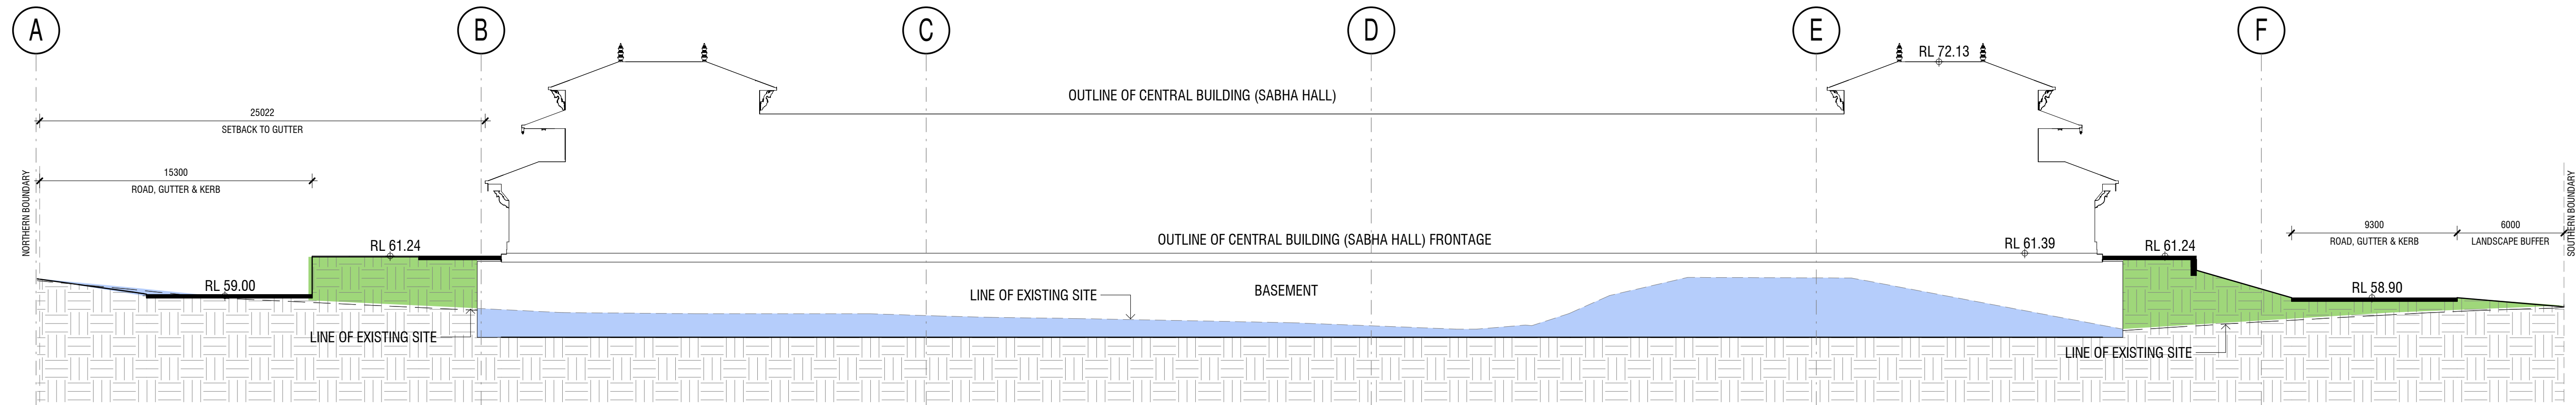 A
B
C
D
E
F
RL 72.13
OUTLINE OF CENTRAL BUILDING (SABHA HALL)
25022
SETBACK TO GUTTER
15300
ROAD, GUTTER & KERB
NORTHERN BOUNDARY
SOUTHERN BOUNDARY
9300
ROAD, GUTTER & KERB
6000
LANDSCAPE BUFFER
RL 61.24
OUTLINE OF CENTRAL BUILDING (SABHA HALL) FRONTAGE
RL 61.39
RL 61.24
RL 59.00
RL 58.90
LINE OF EXISTING SITE
BASEMENT
LINE OF EXISTING SITE
LINE OF EXISTING SITE